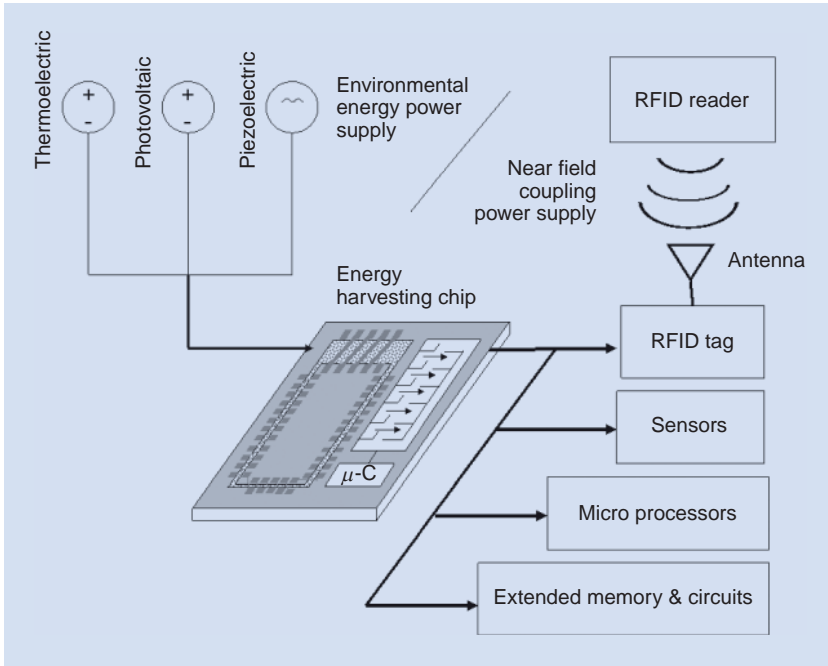 Thermoelectric
+
-
Photovoltaic
+
-
Piezoelectric
Environmental
energy power
supply
RFID reader
Near field
coupling
power supply
Antenna
Energy
harvesting chip
RFID tag
Sensors
μ-C
Micro processors
Extended memory & circuits